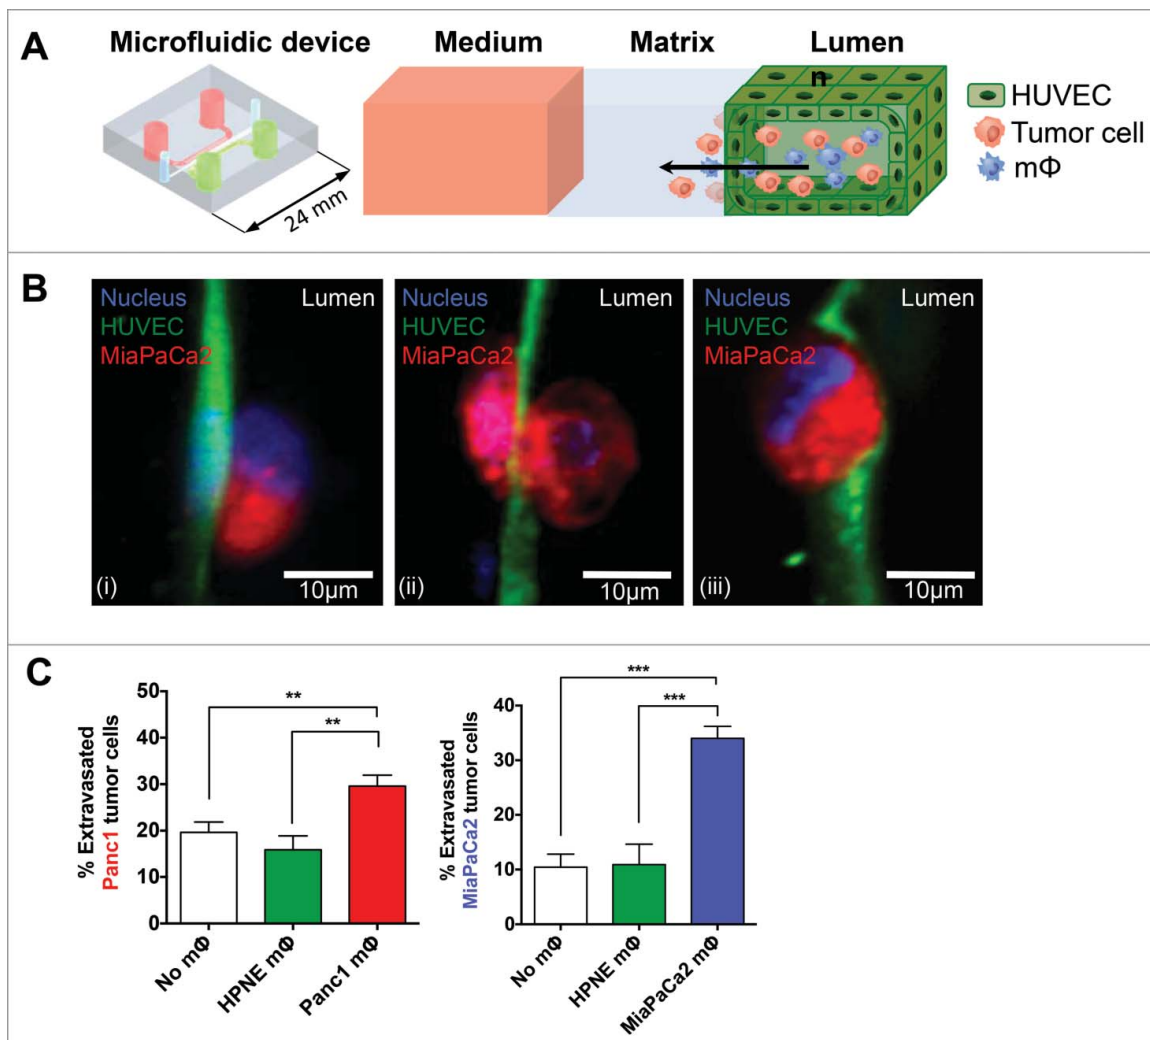 A
Microfluidic device
Medium
Matrix
Lumen
n
24 mm
HUVEC
Tumor cell
mΦ
B
Nucleus
HUVEC
MiaPaCa2
Lumen
(i)
10µm
Nucleus
HUVEC
MiaPaCa2
Lumen
(ii)
10µm
Nucleus
HUVEC
MiaPaCa2
Lumen
(iii)
10µm
C
% Extravasated
Panc1 tumor cells
50
40
30
20
10
0
**
**
No mΦ
HPNE mΦ
Panc1 mΦ
% Extravasated
MiaPaCa2 tumor cells
40
30
20
10
0
***
***
No mΦ
HPNE mΦ
MiaPaCa2 mΦ